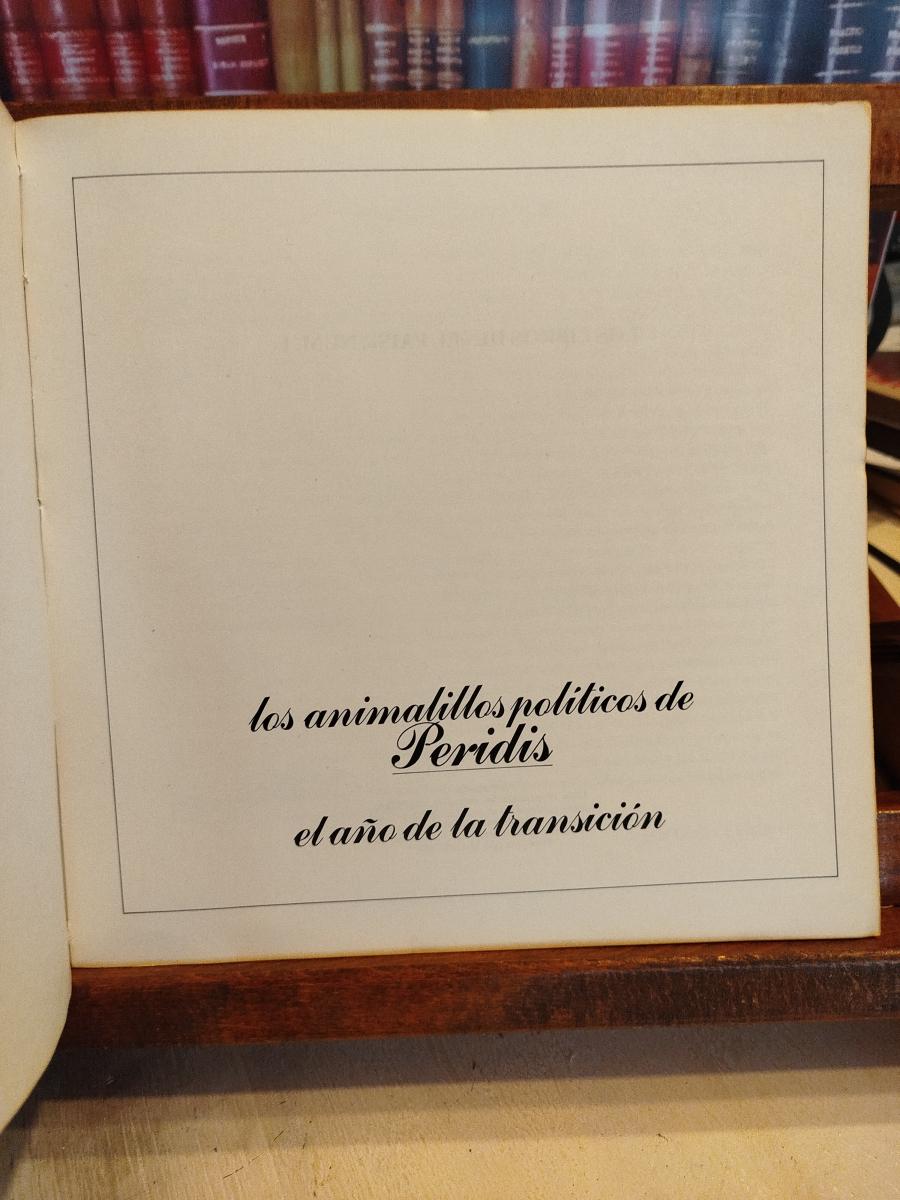 los animalillos políticos de
Peridis
el año de la transición